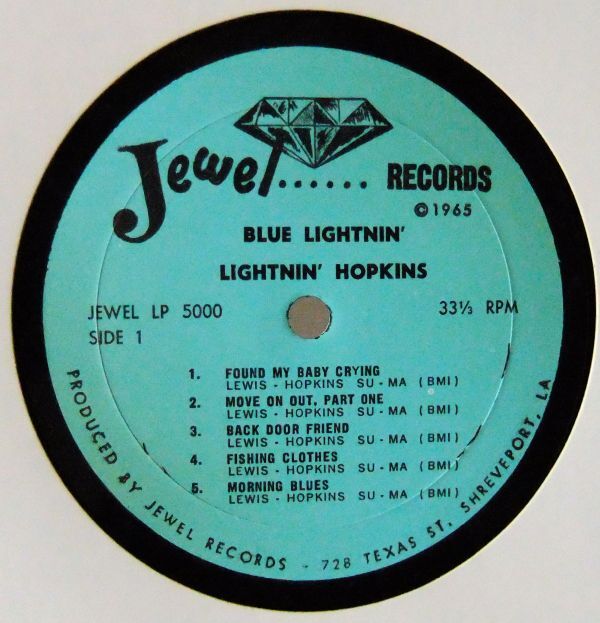 Jewel...... RECORDS
©1965
BLUE LIGHTNIN'
LIGHTNIN' HOPKINS
JEWEL LP 5000
33⅓ RPM
SIDE 1
1. FOUND MY BABY CRYING
LEWIS - HOPKINS SU - MA (BMI)
2. MOVE ON OUT, PART ONE
LEWIS - HOPKINS SU - MA (BMI)
3. BACK DOOR FRIEND
LEWIS - HOPKINS SU - MA (BMI)
4. FISHING CLOTHES
LEWIS - HOPKINS SU - MA (BMI)
5. MORNING BLUES
LEWIS - HOPKINS SU - MA (BMI)
PRODUCED BY JEWEL RECORDS - 728 TEXAS ST, SHREVEPORT, LA